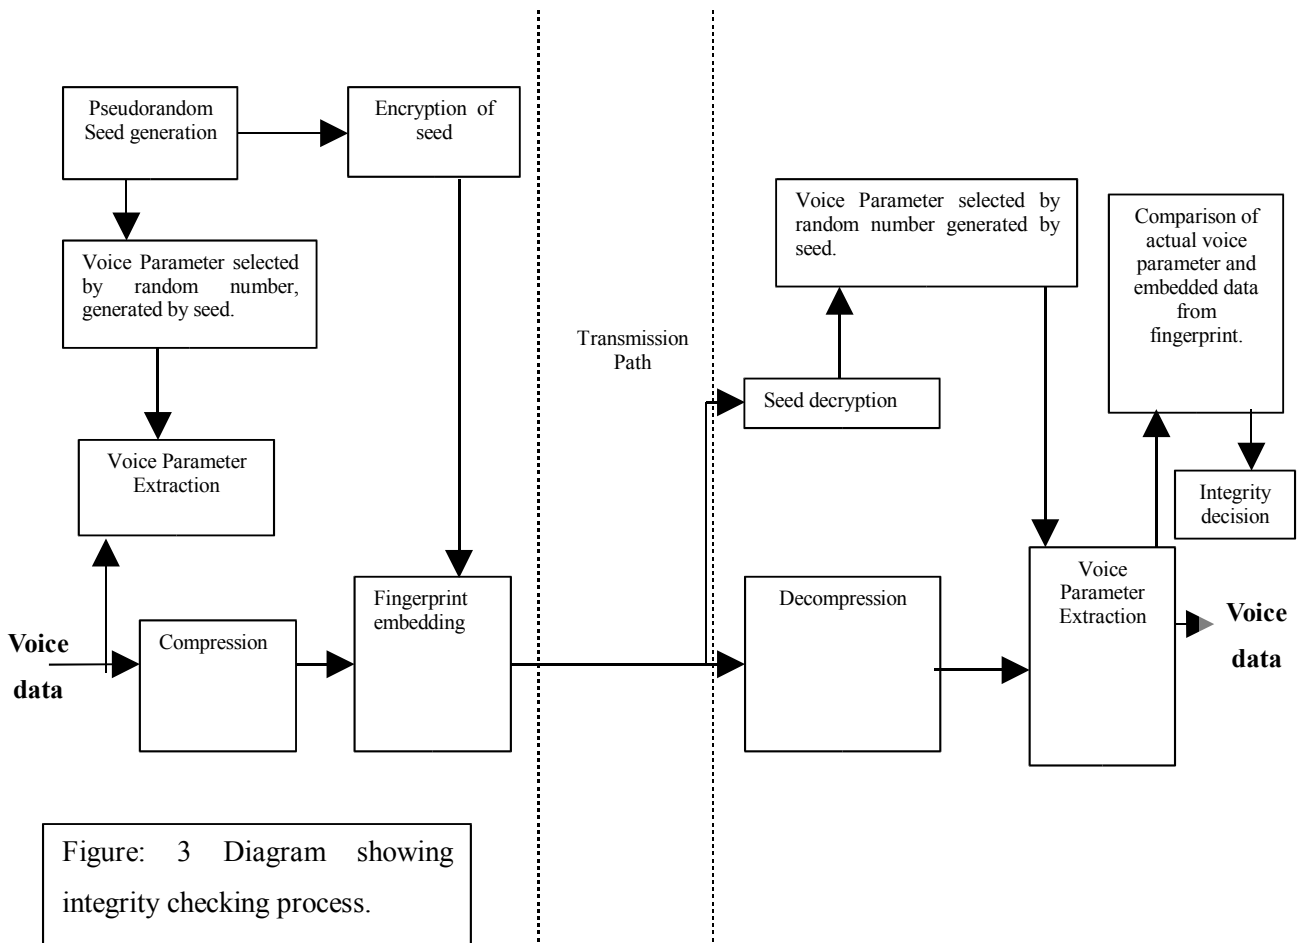 Pseudorandom
Seed generation
Encryption of
seed
Voice Parameter selected
by random number,
generated by seed.
Voice Parameter
Extraction
Voice
data
Compression
Fingerprint
embedding
Transmission
Path
Voice Parameter selected by
random number generated by
seed.
Seed decryption
Decompression
Comparison of
actual voice
parameter and
embedded data
from
fingerprint.
Integrity
decision
Voice
Parameter
Extraction
Voice
data
Figure: 3 Diagram showing
integrity checking process.